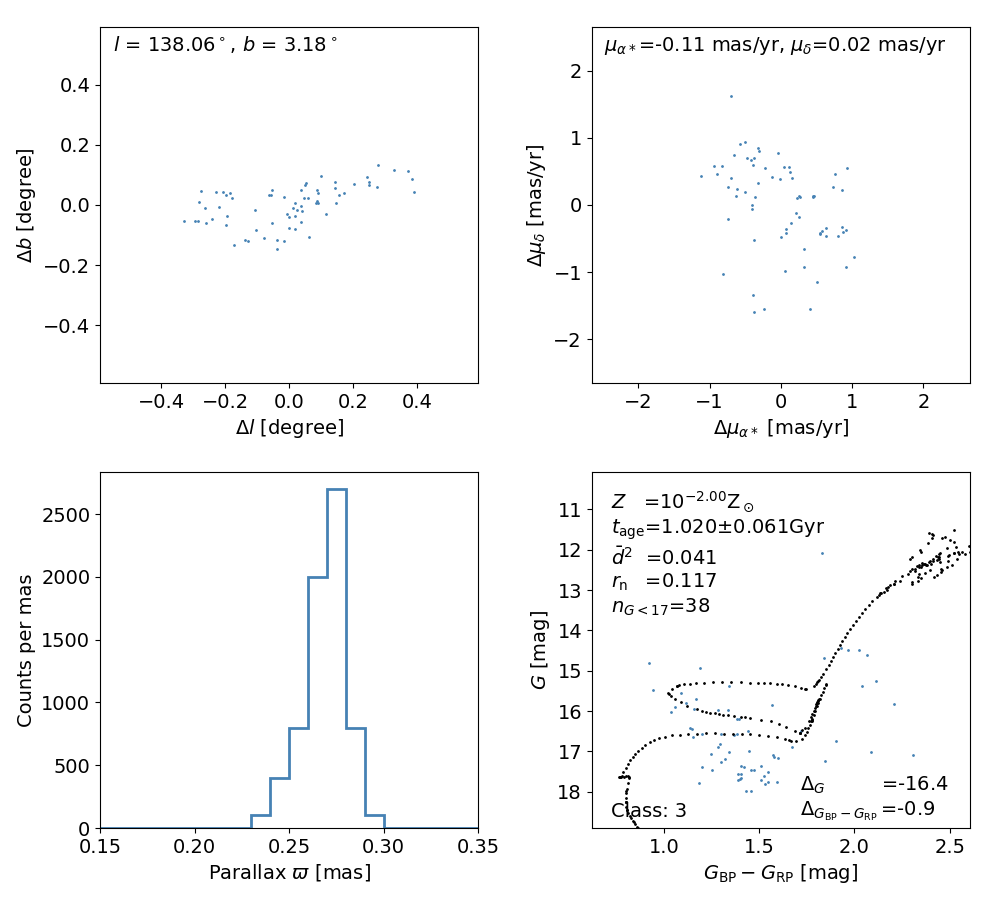 l = 138.06°, b = 3.18°
0.4
0.2
0.0
−0.2
−0.4
Δb [degree]
−0.4 −0.2 0.0 0.2 0.4
Δl [degree]
μα∗=-0.11 mas/yr, μδ=0.02 mas/yr
2
1
0
−1
−2
Δμδ [mas/yr]
−2 −1 0 1 2
Δμα∗ [mas/yr]
2500
2000
1500
1000
500
0
Counts per mas
0.15 0.20 0.25 0.30 0.35
Parallax ϖ [mas]
Z =10^−2.00 Z⊙
tage=1.020±0.061Gyr
d̄² =0.041
rn =0.117
nG<17=38
11
12
13
14
15
16
17
18
G [mag]
ΔG =-16.4
Class: 3
ΔGBP−GRP =-0.9
1.0 1.5 2.0 2.5
GBP − GRP [mag]